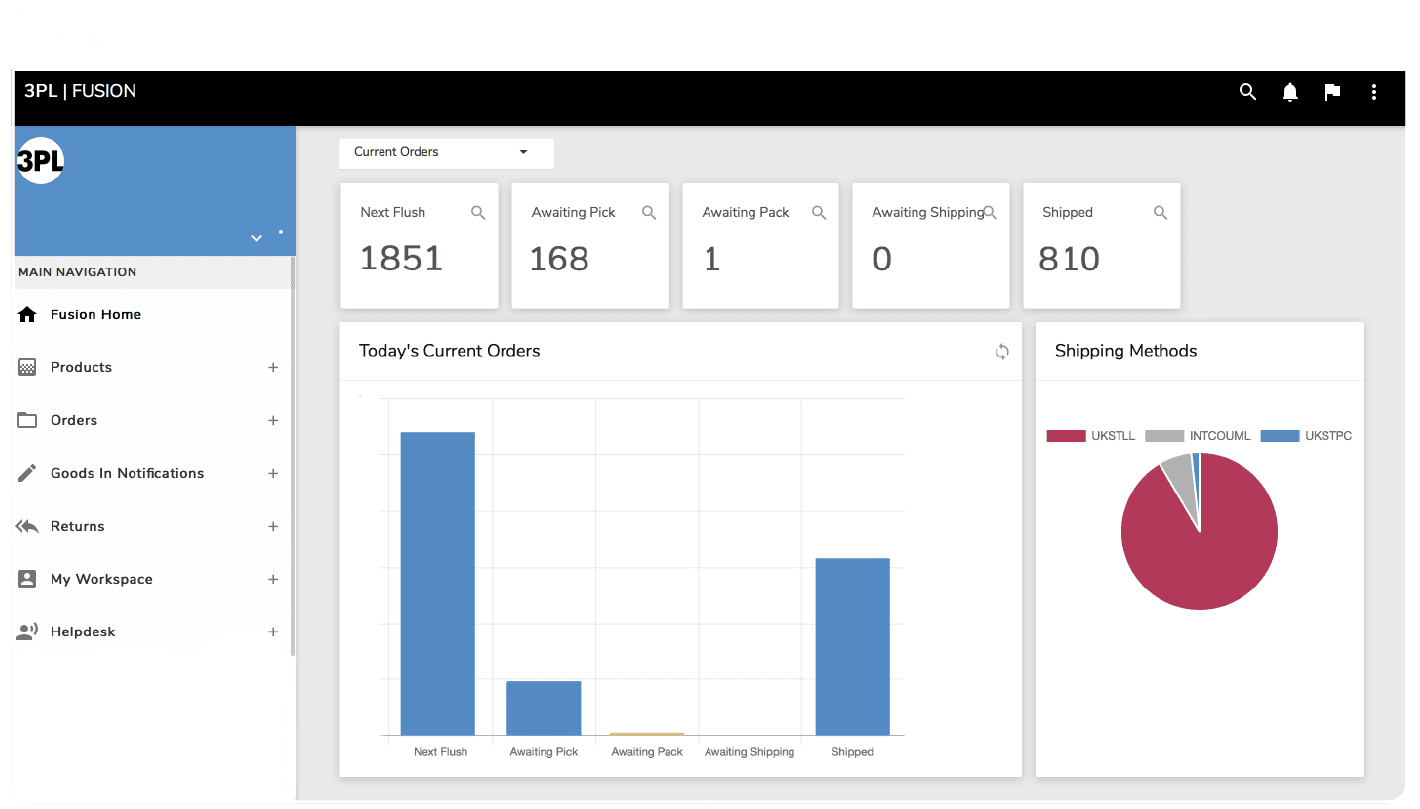 3PL | FUSION
3PL
MAIN NAVIGATION
Fusion Home
Products
Orders
Goods In Notifications
Returns
My Workspace
Helpdesk
Current Orders
Next Flush
1851
Awaiting Pick
168
Awaiting Pack
1
Awaiting Shipping
0
Shipped
810
Today's Current Orders
Next Flush Awaiting Pick Awaiting Pack Awaiting Shipping Shipped
Shipping Methods
UKSTLL INTCOUML UKSTPC